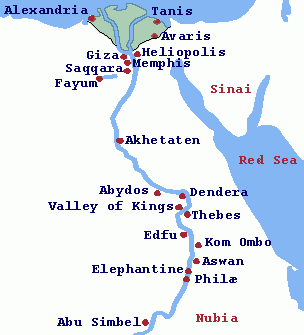 Alexandria
Tanis
Avaris
Giza
Heliopolis
Memphis
Saqqara
Fayum
Sinai
Akhetaten
Red Sea
Abydos
Dendera
Valley of Kings
Thebes
Edfu
Kom Ombo
Aswan
Elephantine
Philæ
Abu Simbel
Nubia